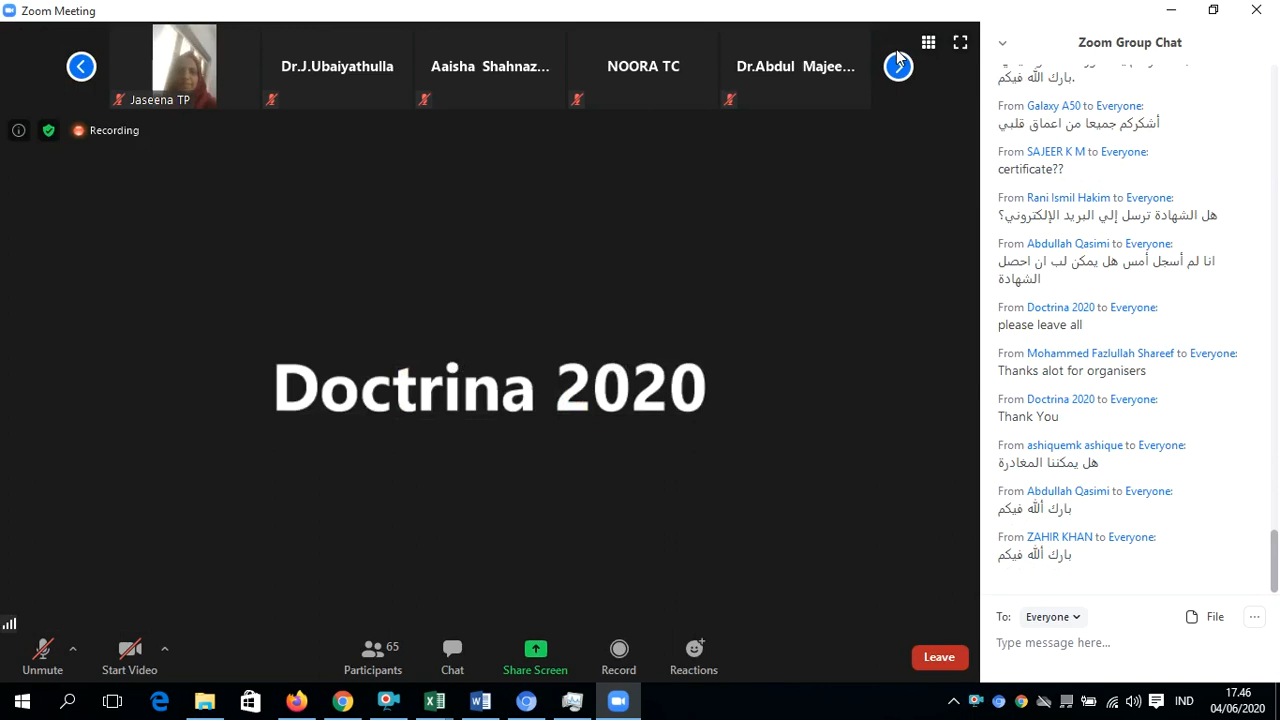 Zoom Meeting
Jaseena TP
Dr.J.Ubaiyathulla
Aaisha Shahnaz...
NOORA TC
Dr.Abdul Majee...
Recording
Doctrina 2020
65
Unmute
Start Video
Participants
Chat
Share Screen
Record
Reactions
Leave
Zoom Group Chat
بارك الله فيكم.
From Galaxy A50 to Everyone:
أشكركم جميعا من اعماق قلبي
From SAJEER K M to Everyone:
certificate??
From Rani Ismil Hakim to Everyone:
هل الشهادة ترسل إلي البريد الإلكتروني؟
From Abdullah Qasimi to Everyone:
انا لم أسجل أمس هل يمكن لب ان احصل
الشهادة
From Doctrina 2020 to Everyone:
please leave all
From Mohammed Fazlullah Shareef to Everyone:
Thanks alot for organisers
From Doctrina 2020 to Everyone:
Thank You
From ashiquemk ashique to Everyone:
هل يمكننا المغادرة
From Abdullah Qasimi to Everyone:
بارك ألله فيكم
From ZAHIR KHAN to Everyone:
بارك ألله فيكم
To: Everyone
File
Type message here...
IND
17.46
04/06/2020